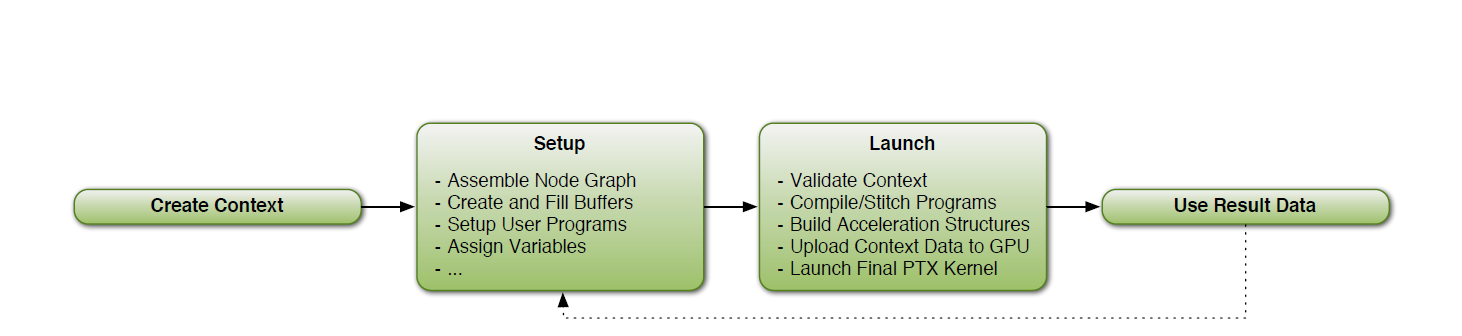 Create Context
Setup
- Assemble Node Graph
- Create and Fill Buffers
- Setup User Programs
- Assign Variables
- ...
Launch
- Validate Context
- Compile/Stitch Programs
- Build Acceleration Structures
- Upload Context Data to GPU
- Launch Final PTX Kernel
Use Result Data